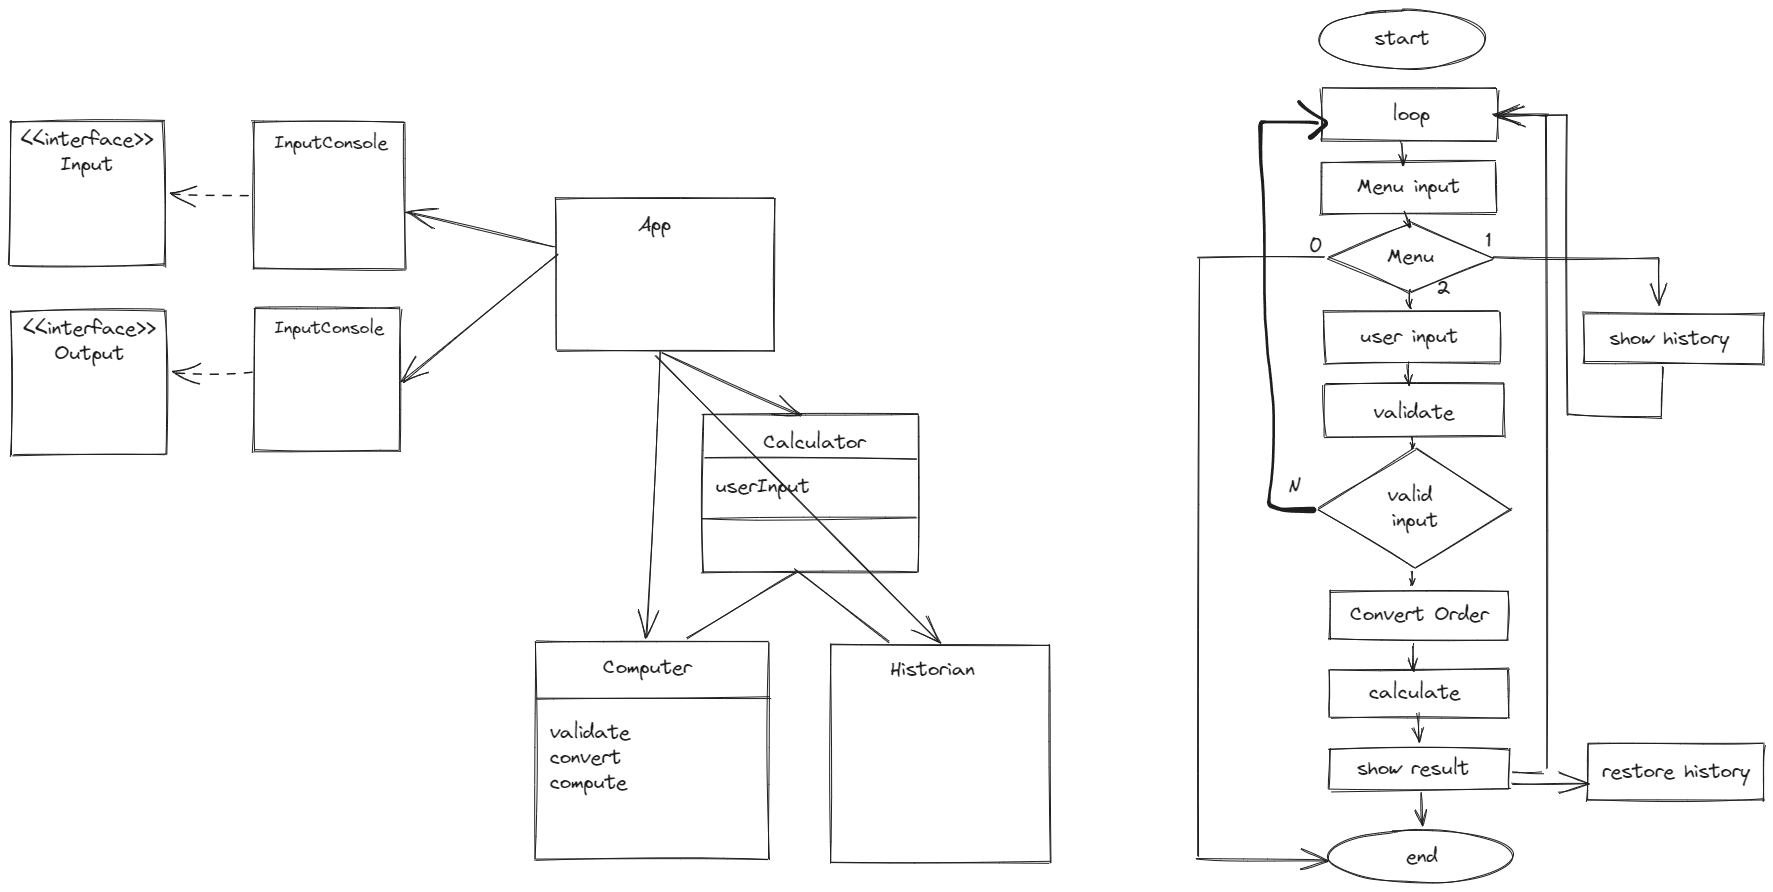 <<interface>>
Input
InputConsole
<<interface>>
Output
InputConsole
App
Calculator
userInput
Computer
validate
convert
compute
Historian
start
loop
Menu input
0
Menu
1
2
user input
show history
validate
N
valid
input
Convert Order
calculate
show result
restore history
end